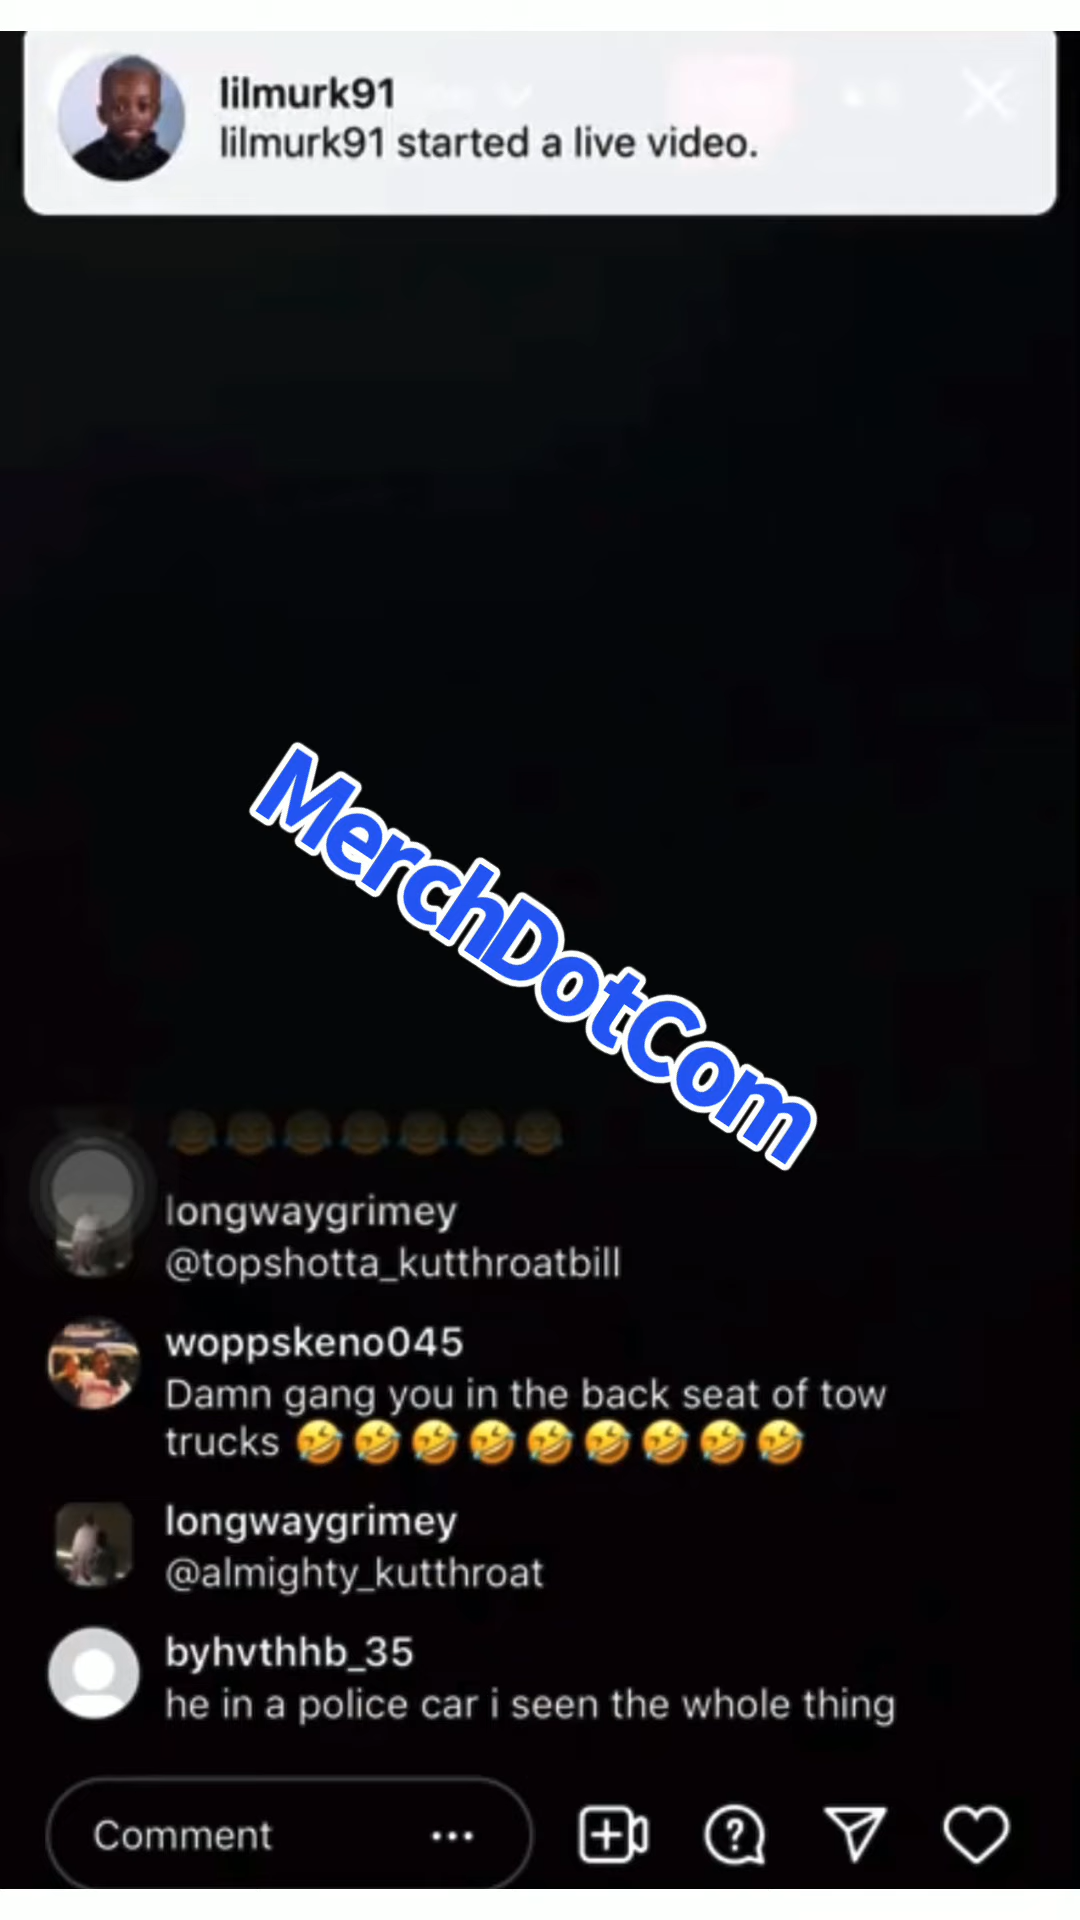 lilmurk91
lilmurk91 started a live video.
MerchDotCom
😂😂😂😂😂😂😂
longwaygrimey
@topshotta_kutthroatbill
woppskeno045
Damn gang you in the back seat of tow
trucks 🤣🤣🤣🤣🤣🤣🤣🤣🤣
longwaygrimey
@almighty_kutthroat
byhvthhb_35
he in a police car i seen the whole thing
Comment